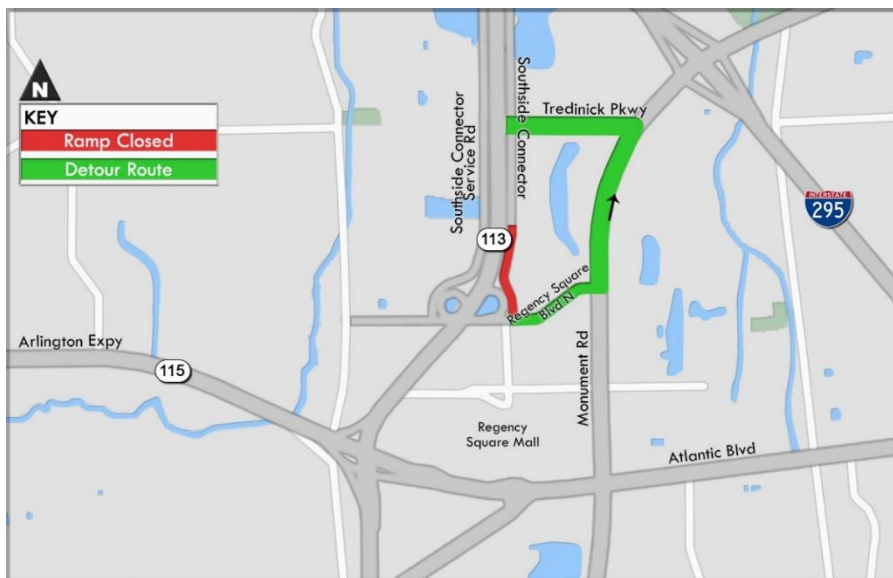 N
KEY
Ramp Closed
Detour Route
Southside Connector
Service Rd
Southside Connector
Tredinick Pkwy
INTERSTATE
295
113
Regency Square
Blvd N
Arlington Expy
115
Monument Rd
Regency
Square Mall
Atlantic Blvd